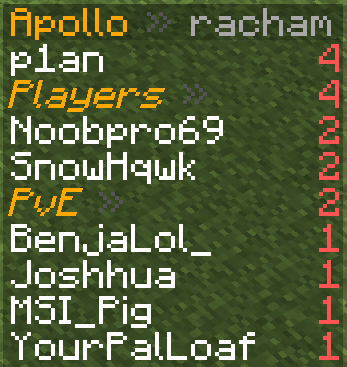 Apollo » racham
p1an 4
Players » 4
Noobpro69 2
SnowHqwk 2
PvE » 2
BenjaLol_ 1
Joshhua 1
MSI_Pig 1
YourPalLoaf 1